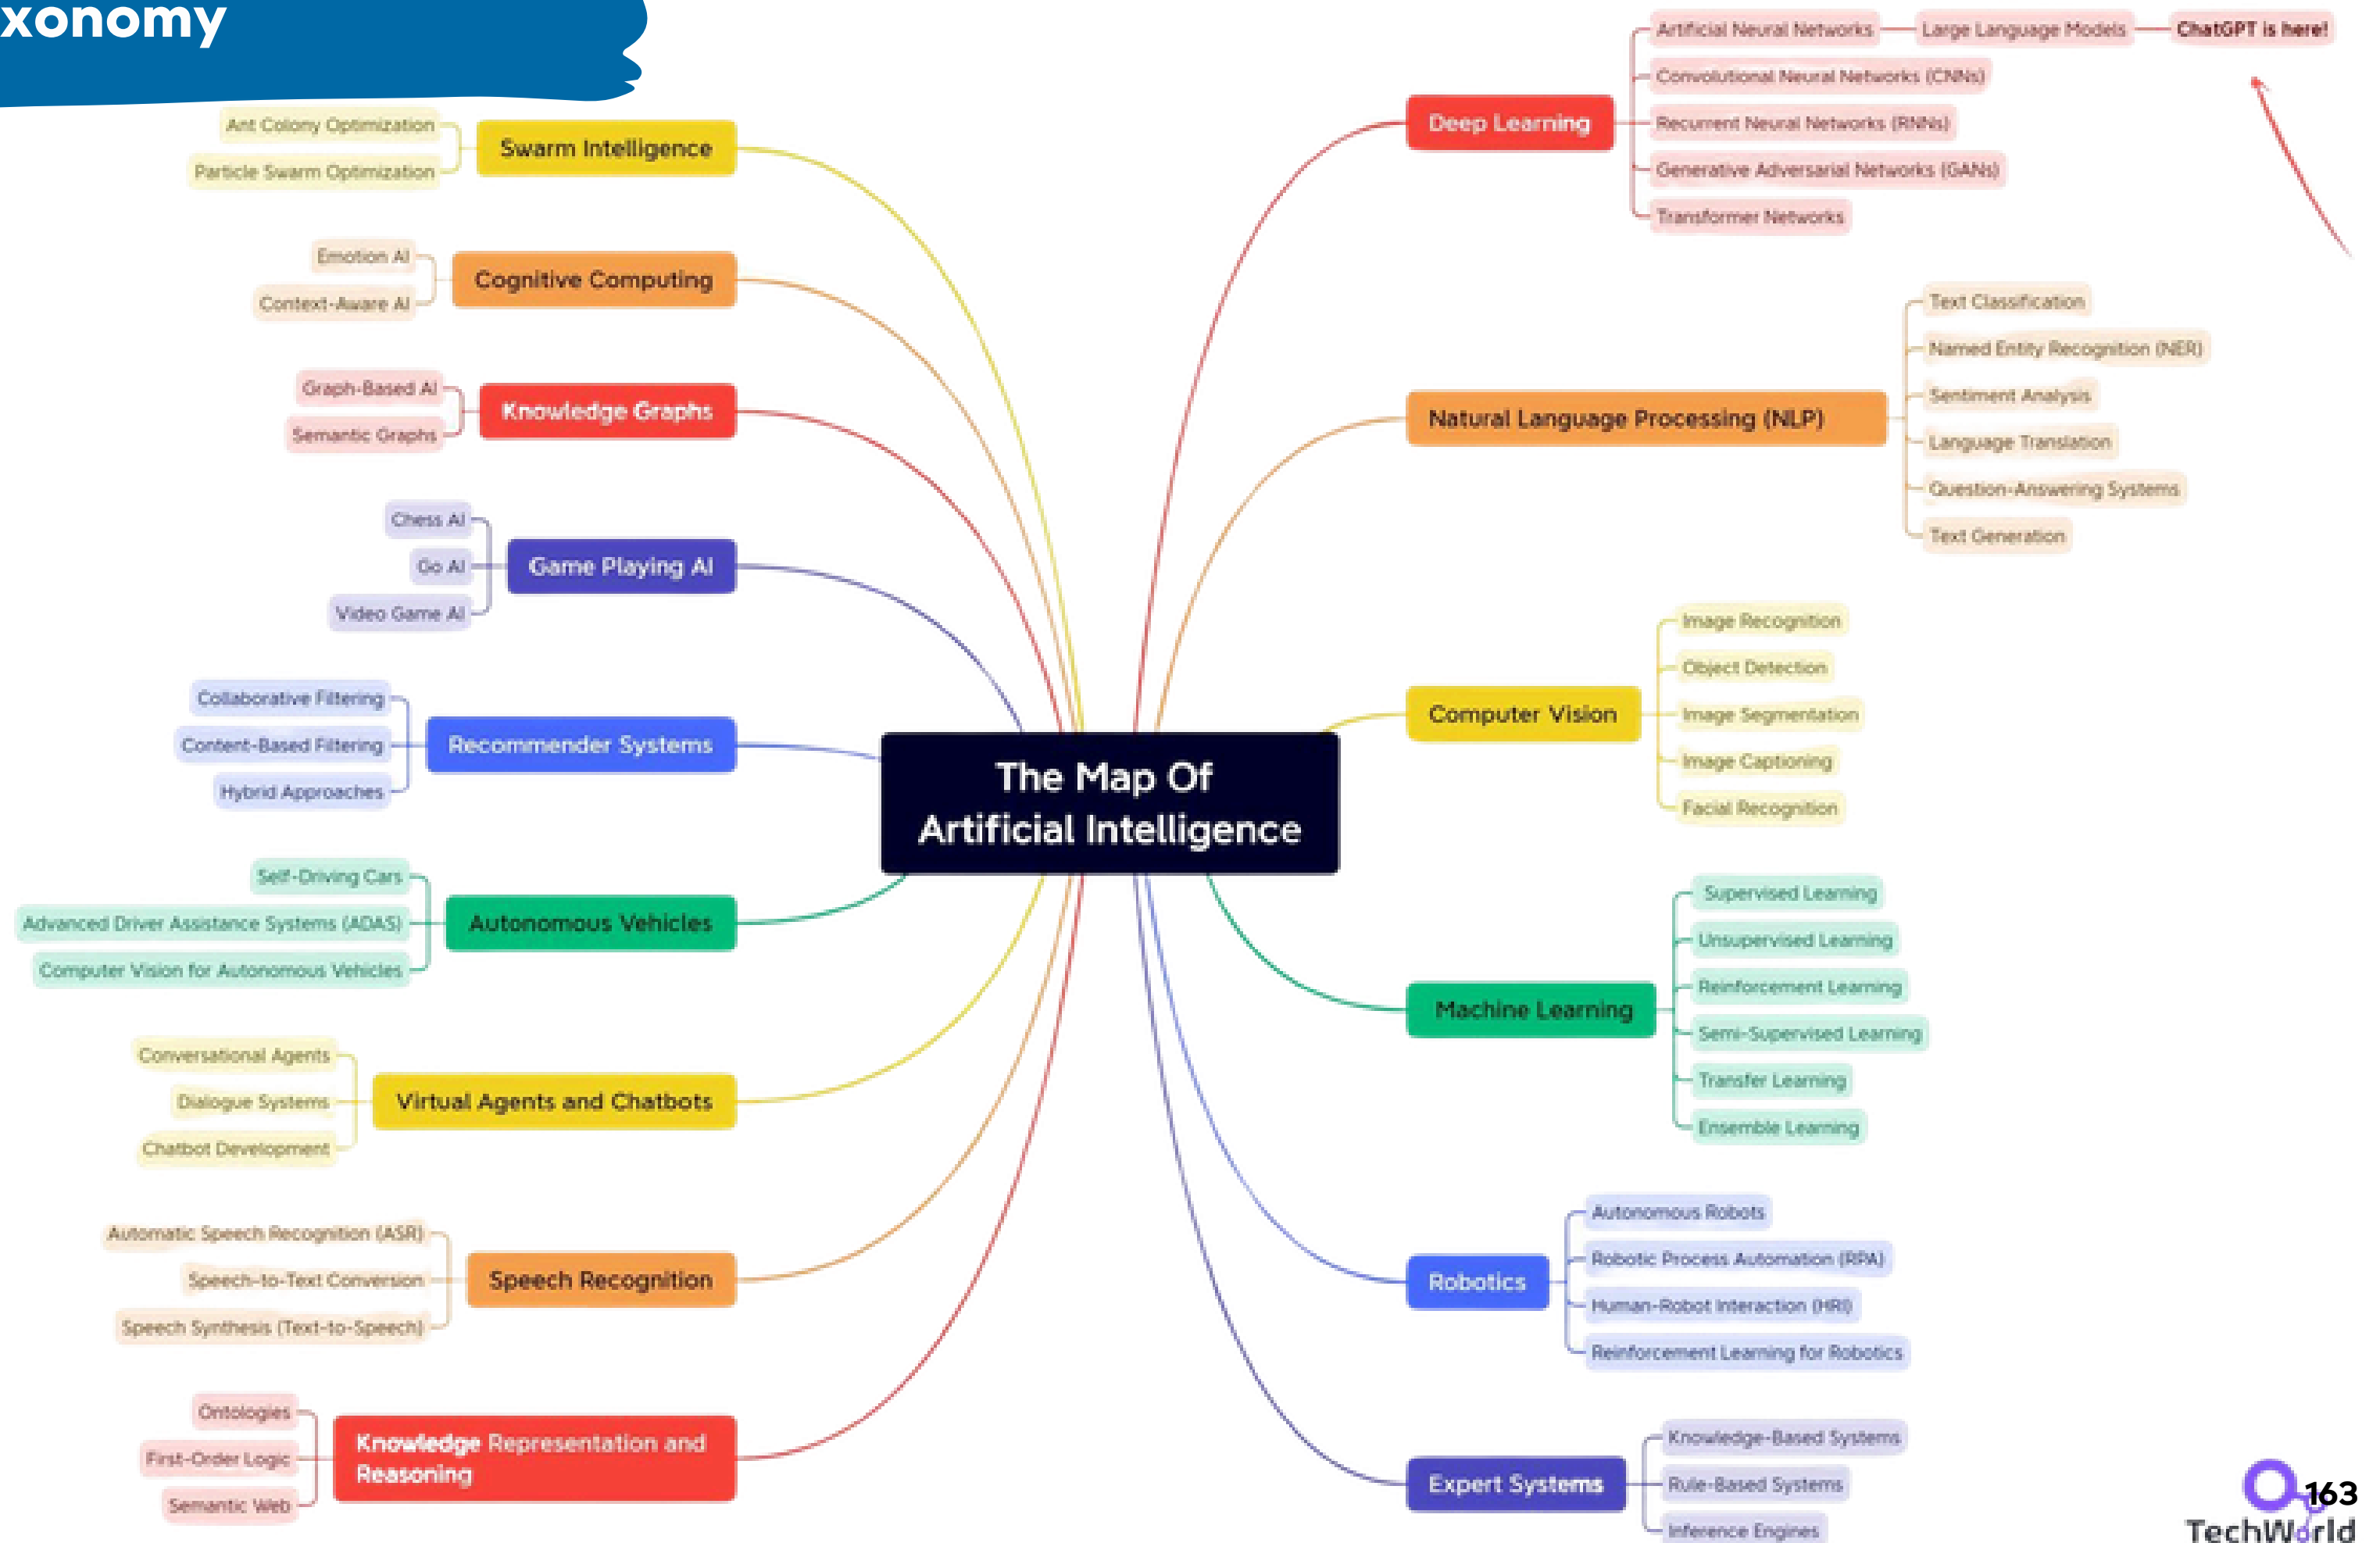 xonomy
Ant Colony Optimization
Particle Swarm Optimization
Swarm Intelligence
Emotion AI
Context-Aware AI
Cognitive Computing
Graph-Based AI
Semantic Graphs
Knowledge Graphs
Chess AI
Go AI
Video Game AI
Game Playing AI
Collaborative Filtering
Content-Based Filtering
Hybrid Approaches
Recommender Systems
Self-Driving Cars
Advanced Driver Assistance Systems (ADAS)
Computer Vision for Autonomous Vehicles
Autonomous Vehicles
Conversational Agents
Dialogue Systems
Chatbot Development
Virtual Agents and Chatbots
Automatic Speech Recognition (ASR)
Speech-to-Text Conversion
Speech Synthesis (Text-to-Speech)
Speech Recognition
Ontologies
First-Order Logic
Semantic Web
Knowledge Representation and
Reasoning
The Map Of
Artificial Intelligence
Deep Learning
Artificial Neural Networks
Large Language Models
ChatGPT is here!
Convolutional Neural Networks (CNNs)
Recurrent Neural Networks (RNNs)
Generative Adversarial Networks (GANs)
Transformer Networks
Natural Language Processing (NLP)
Text Classification
Named Entity Recognition (NER)
Sentiment Analysis
Language Translation
Question-Answering Systems
Text Generation
Computer Vision
Image Recognition
Object Detection
Image Segmentation
Image Captioning
Facial Recognition
Machine Learning
Supervised Learning
Unsupervised Learning
Reinforcement Learning
Semi-Supervised Learning
Transfer Learning
Ensemble Learning
Robotics
Autonomous Robots
Robotic Process Automation (RPA)
Human-Robot Interaction (HRI)
Reinforcement Learning for Robotics
Expert Systems
Knowledge-Based Systems
Rule-Based Systems
Inference Engines
163
TechWorld